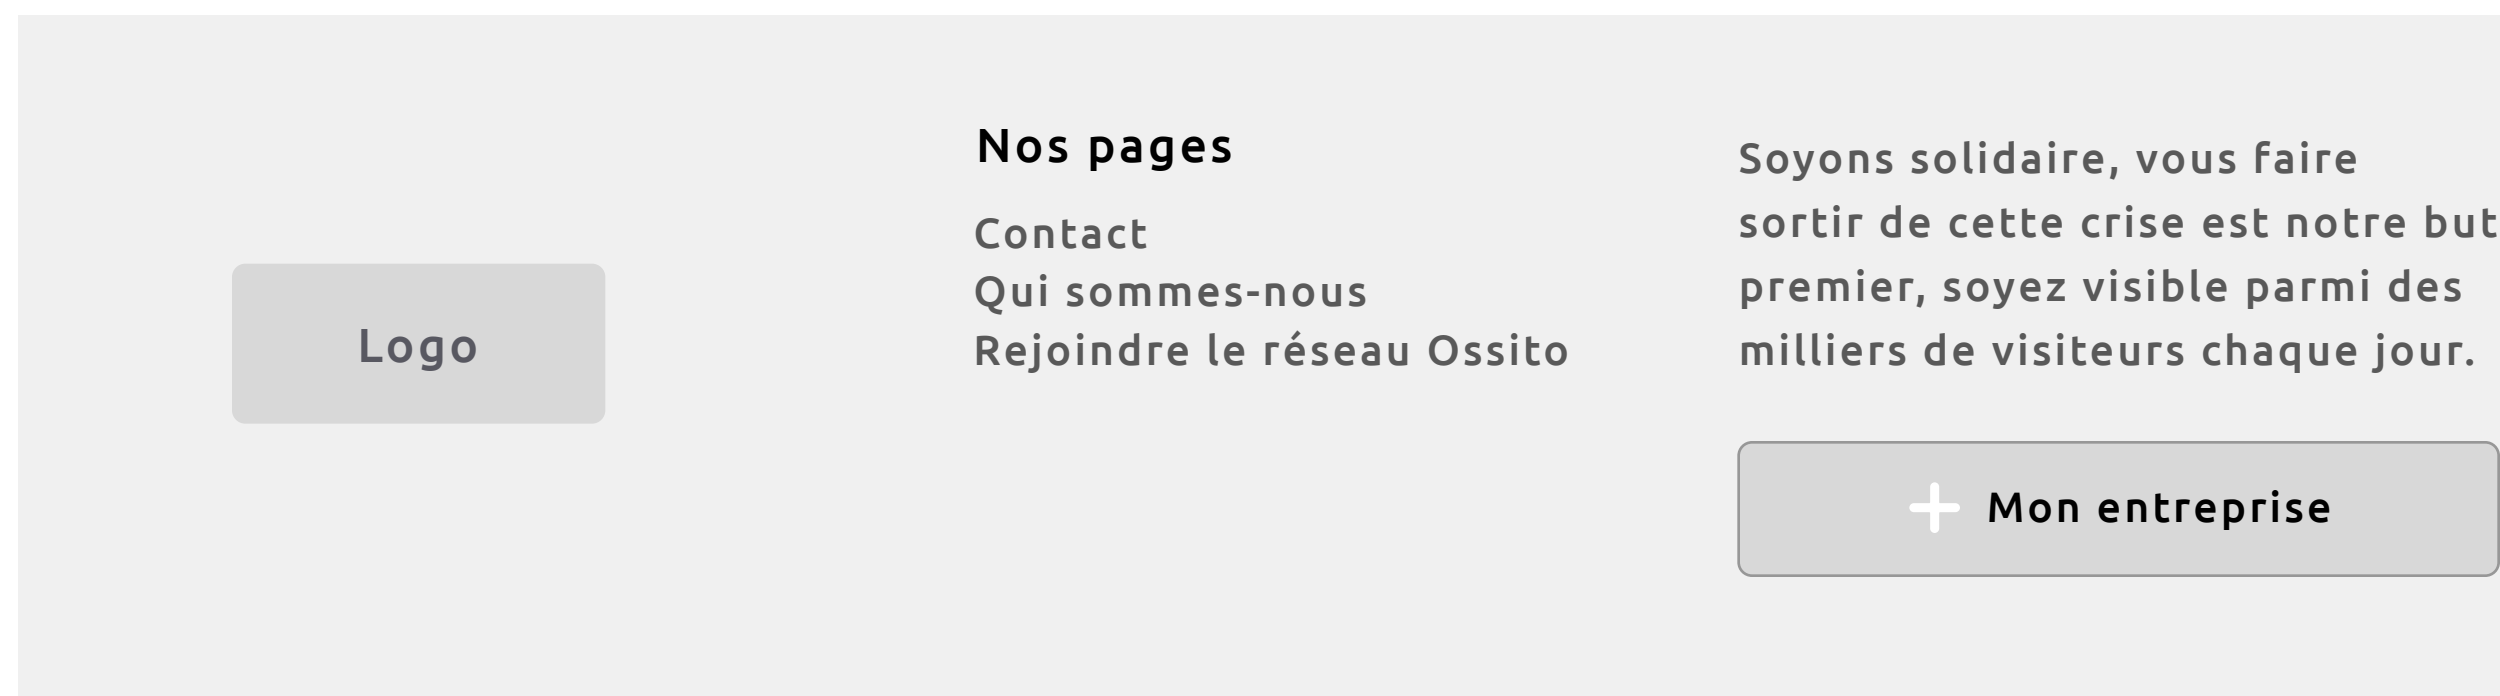 Logo
Nos pages
Contact
Qui sommes-nous
Rejoindre le réseau Ossito
Soyons solidaire, vous faire
sortir de cette crise est notre but
premier, soyez visible parmi des
milliers de visiteurs chaque jour.
Mon entreprise